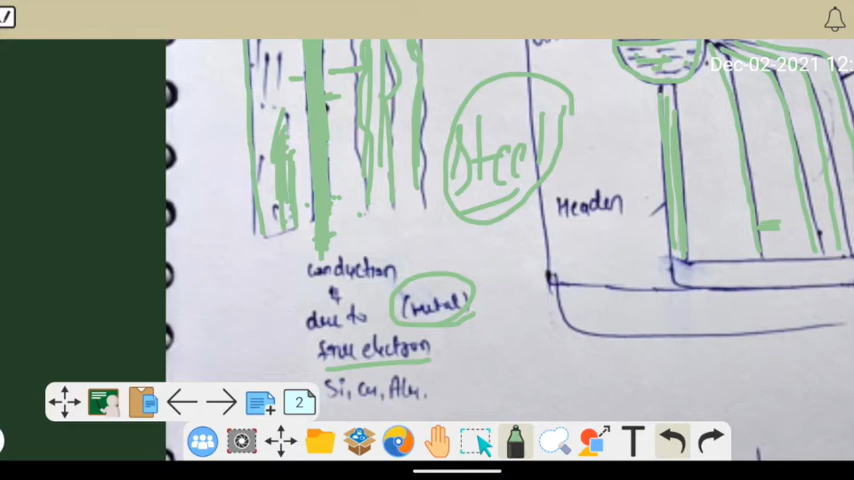 Dec-02-2021 12:
Steel
Header
conduction
due to (metal)
free electron
Si, Cu, Alu.
2
T